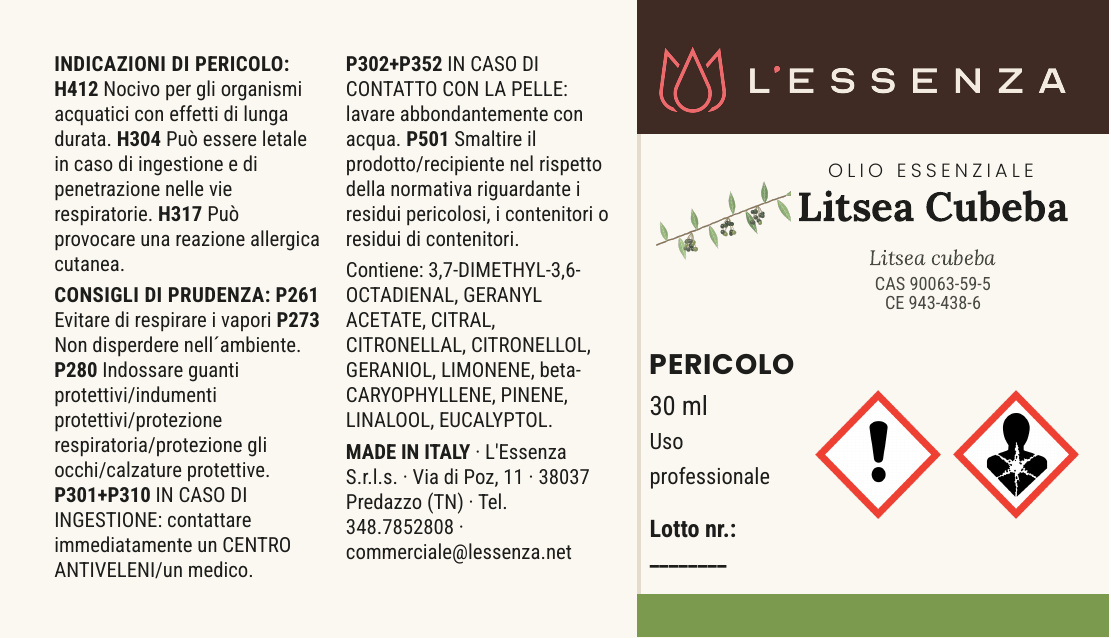 INDICAZIONI DI PERICOLO:
H412 Nocivo per gli organismi
acquatici con effetti di lunga
durata. H304 Può essere letale
in caso di ingestione e di
penetrazione nelle vie
respiratorie. H317 Può
provocare una reazione allergica
cutanea.
CONSIGLI DI PRUDENZA: P261
Evitare di respirare i vapori P273
Non disperdere nell´ambiente.
P280 Indossare guanti
protettivi/indumenti
protettivi/protezione
respiratoria/protezione gli
occhi/calzature protettive.
P301+P310 IN CASO DI
INGESTIONE: contattare
immediatamente un CENTRO
ANTIVELENI/un medico.
P302+P352 IN CASO DI
CONTATTO CON LA PELLE:
lavare abbondantemente con
acqua. P501 Smaltire il
prodotto/recipiente nel rispetto
della normativa riguardante i
residui pericolosi, i contenitori o
residui di contenitori.
Contiene: 3,7-DIMETHYL-3,6-
OCTADIENAL, GERANYL
ACETATE, CITRAL,
CITRONELLAL, CITRONELLOL,
GERANIOL, LIMONENE, beta-
CARYOPHYLLENE, PINENE,
LINALOOL, EUCALYPTOL.
MADE IN ITALY · L'Essenza
S.r.l.s. · Via di Poz, 11 · 38037
Predazzo (TN) · Tel.
348.7852808 ·
commerciale@lessenza.net
L'ESSENZA
OLIO ESSENZIALE
Litsea Cubeba
Litsea cubeba
CAS 90063-59-5
CE 943-438-6
PERICOLO
30 ml
Uso
professionale
Lotto nr.:
________